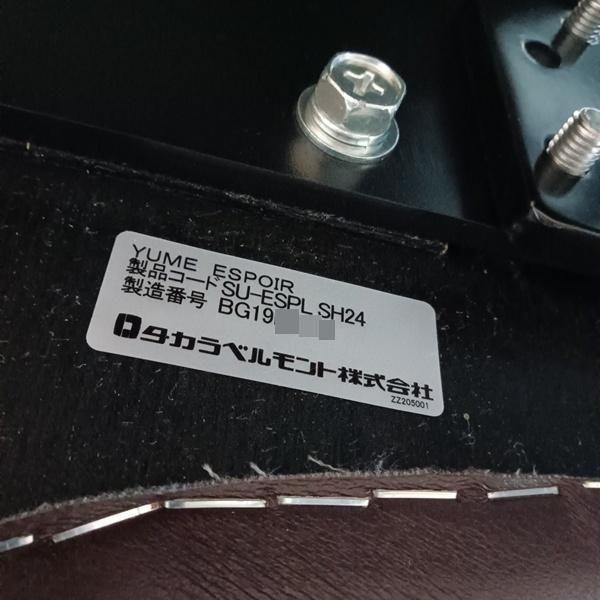 YUME ESPOIR
製品コード SU-ESPL SH24
製造番号 BG19
タカラベルモント株式会社
ZZ205001